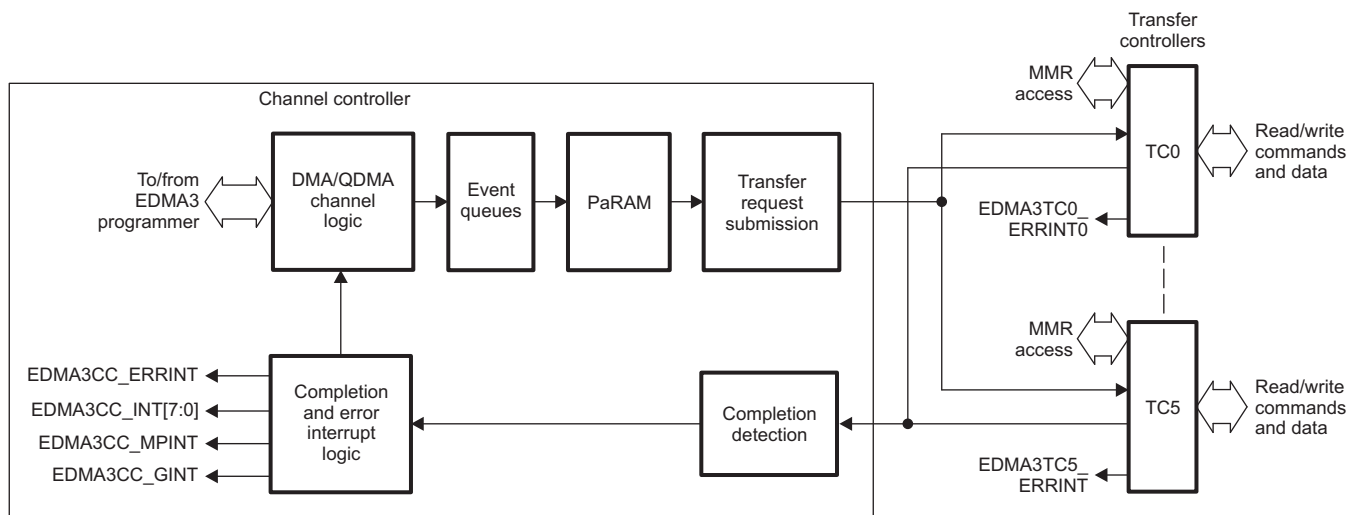 Transfer
controllers
MMR
access
Channel controller
To/from
EDMA3
programmer
DMA/QDMA
channel
logic
Event
queues
PaRAM
Transfer
request
submission
TC0
Read/write
commands
and data
EDMA3TC0_
ERRINT0
MMR
access
EDMA3CC_ERRINT
EDMA3CC_INT[7:0]
EDMA3CC_MPINT
EDMA3CC_GINT
Completion
and error
interrupt
logic
Completion
detection
TC5
Read/write
commands
and data
EDMA3TC5_
ERRINT